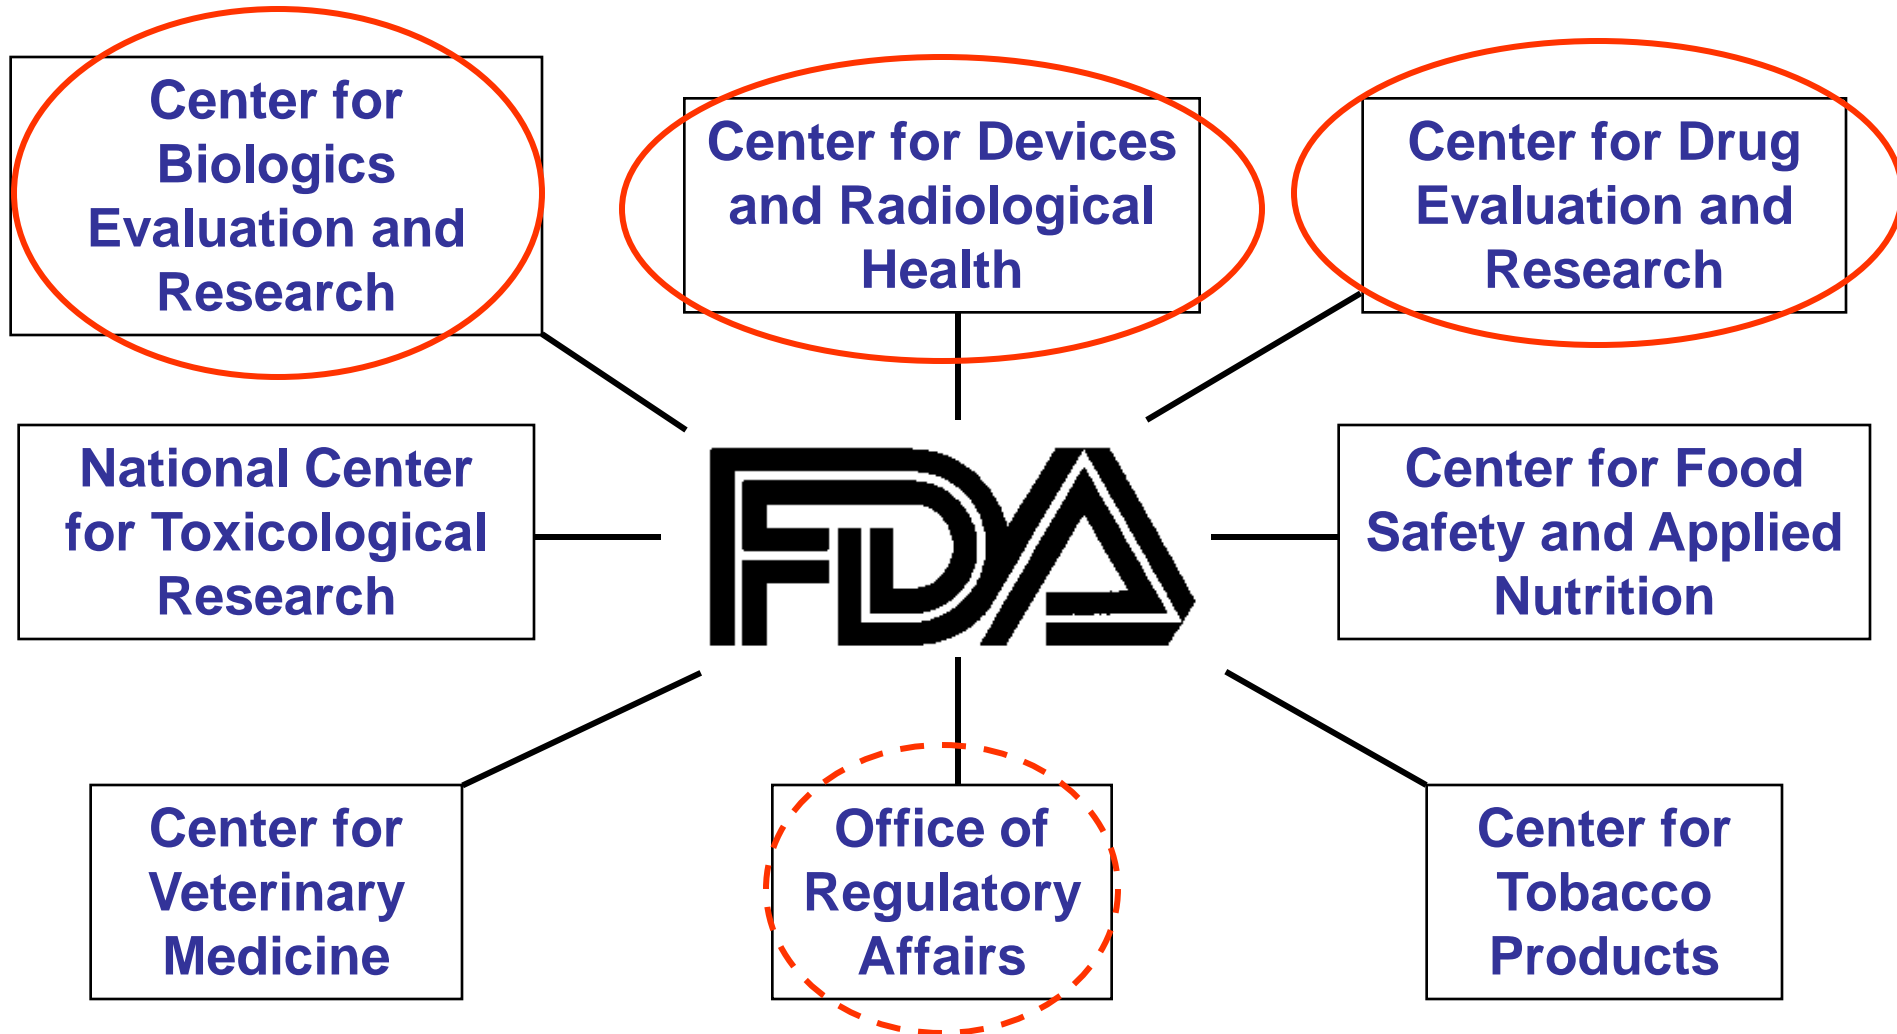 Center for
Biologics
Evaluation and
Research
Center for Devices
and Radiological
Health
Center for Drug
Evaluation and
Research
National Center
for Toxicological
Research
FDA
Center for Food
Safety and Applied
Nutrition
Center for
Veterinary
Medicine
Office of
Regulatory
Affairs
Center for
Tobacco
Products